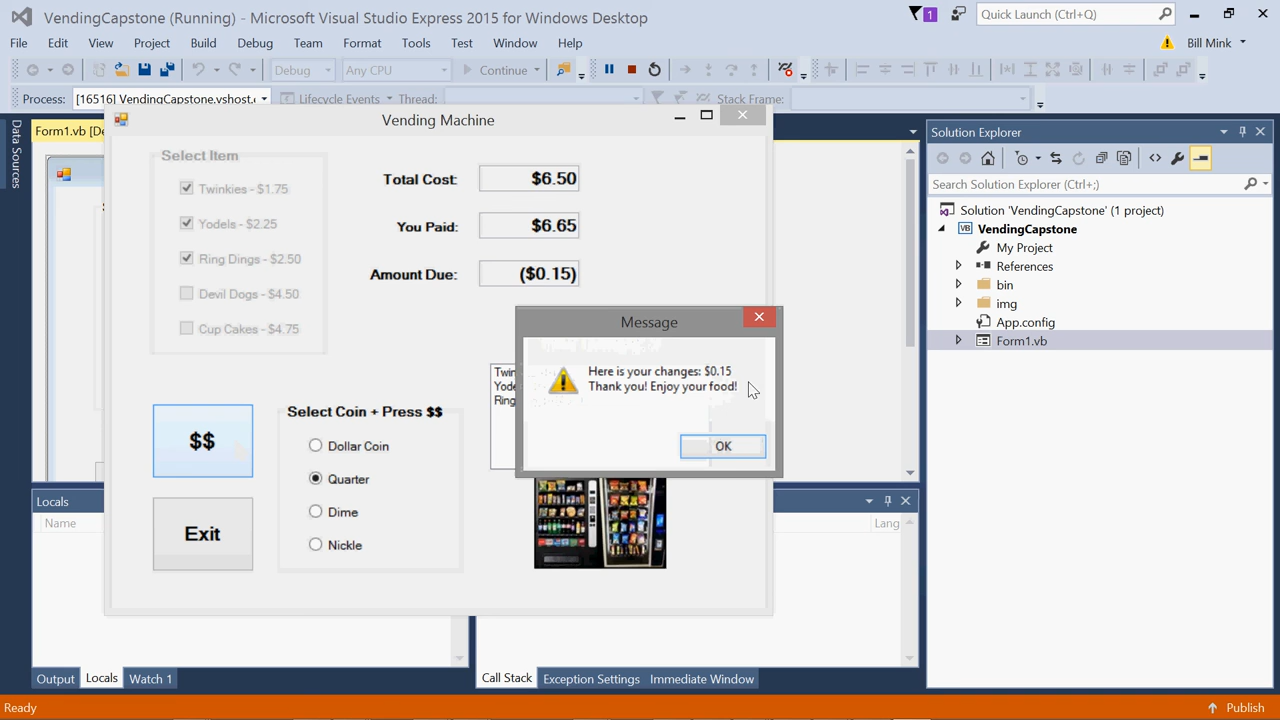 VendingCapstone (Running) - Microsoft Visual Studio Express 2015 for Windows Desktop
1
Quick Launch (Ctrl+Q)
File Edit View Project Build Debug Team Format Tools Test Window Help
Bill Mink
Debug Any CPU Continue
Process: [16516] VendingCapstone.vshost. Lifecycle Events Thread: Stack Frame:
Data Sources
Form1.vb [De
Vending Machine
Select Item
Twinkies - $1.75
Yodels - $2.25
Ring Dings - $2.50
Devil Dogs - $4.50
Cup Cakes - $4.75
Total Cost: $6.50
You Paid: $6.65
Amount Due: ($0.15)
Twin
Yode
Ring
Message
Here is your changes: $0.15
Thank you! Enjoy your food!
OK
$$
Exit
Select Coin + Press $$
Dollar Coin
Quarter
Dime
Nickle
Solution Explorer
Search Solution Explorer (Ctrl+;)
Solution 'VendingCapstone' (1 project)
VB VendingCapstone
My Project
References
bin
img
App.config
Form1.vb
Locals
Name
Lang
Output Locals Watch 1
Call Stack Exception Settings Immediate Window
Ready
Publish